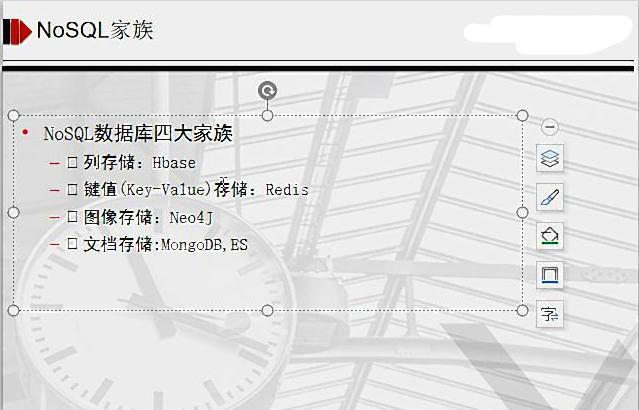 NoSQL家族
• NoSQL数据库四大家族
– □ 列存储：Hbase
– □ 键值(Key-Value)存储：Redis
– □ 图像存储：Neo4J
– □ 文档存储:MongoDB,ES
字